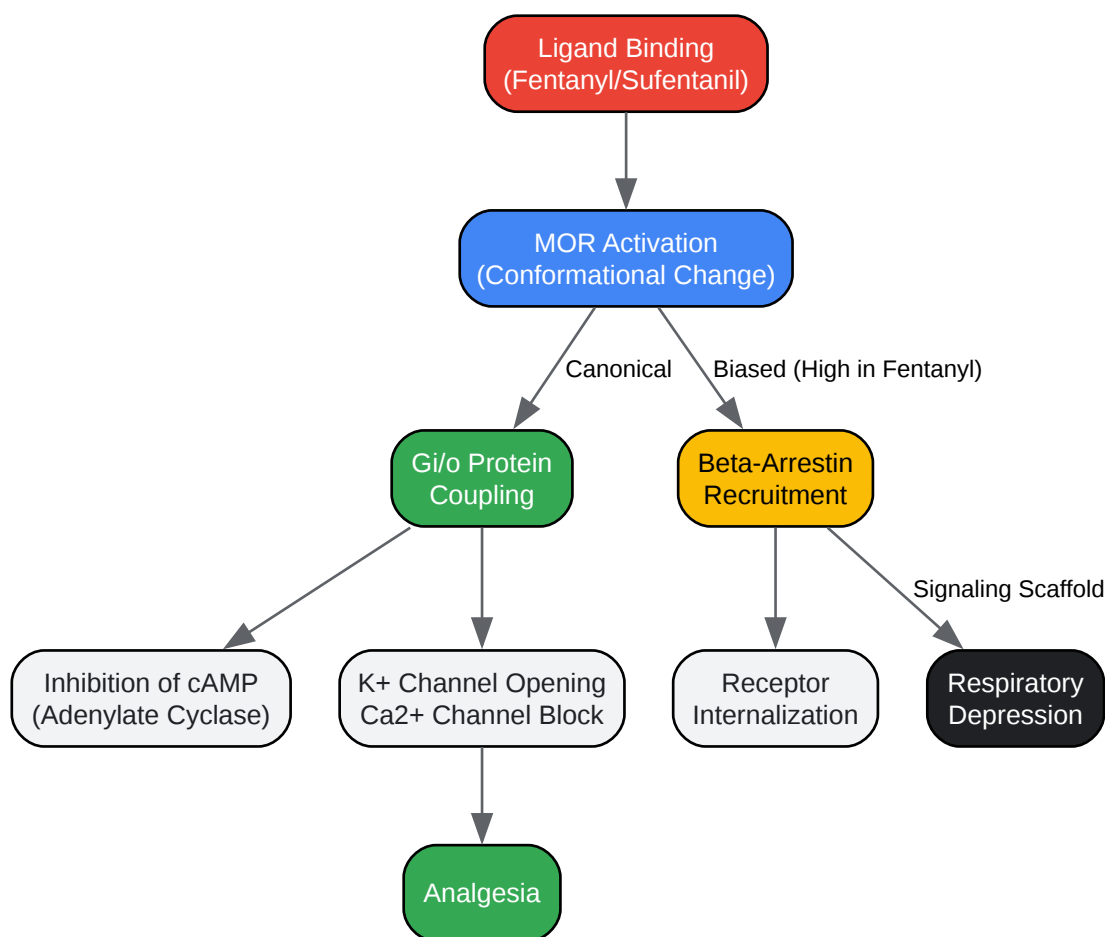 Ligand Binding
(Fentanyl/Sufentanil)
MOR Activation
(Conformational Change)
Canonical
Biased (High in Fentanyl)
Gi/o Protein
Coupling
Beta-Arrestin
Recruitment
Signaling Scaffold
Inhibition of cAMP
(Adenylate Cyclase)
K+ Channel Opening
Ca2+ Channel Block
Receptor
Internalization
Respiratory
Depression
Analgesia